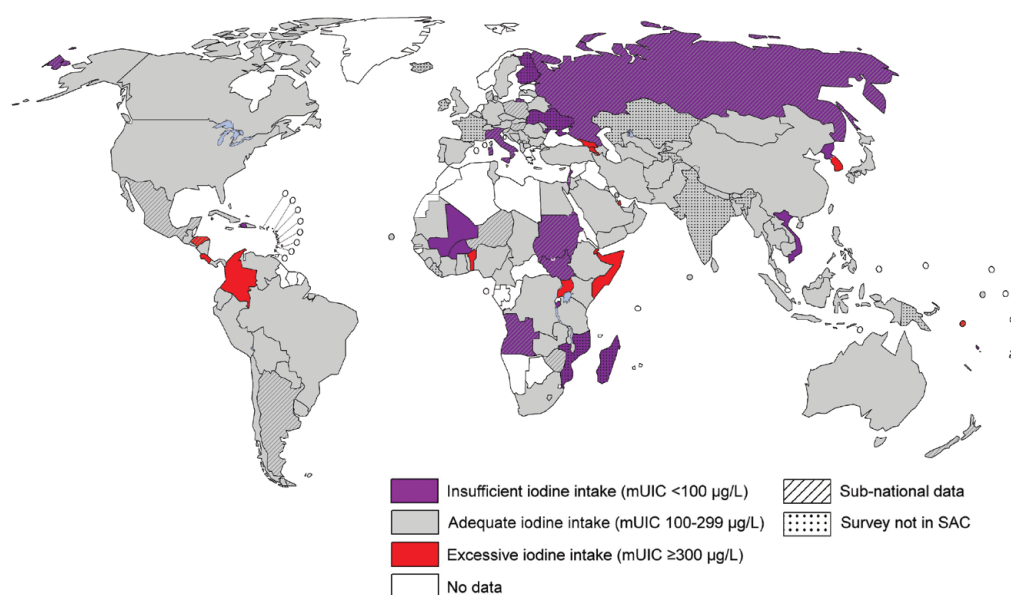 Insufficient iodine intake (mUIC <100 µg/L)
Sub-national data
Adequate iodine intake (mUIC 100-299 µg/L)
Survey not in SAC
Excessive iodine intake (mUIC ≥300 µg/L)
No data